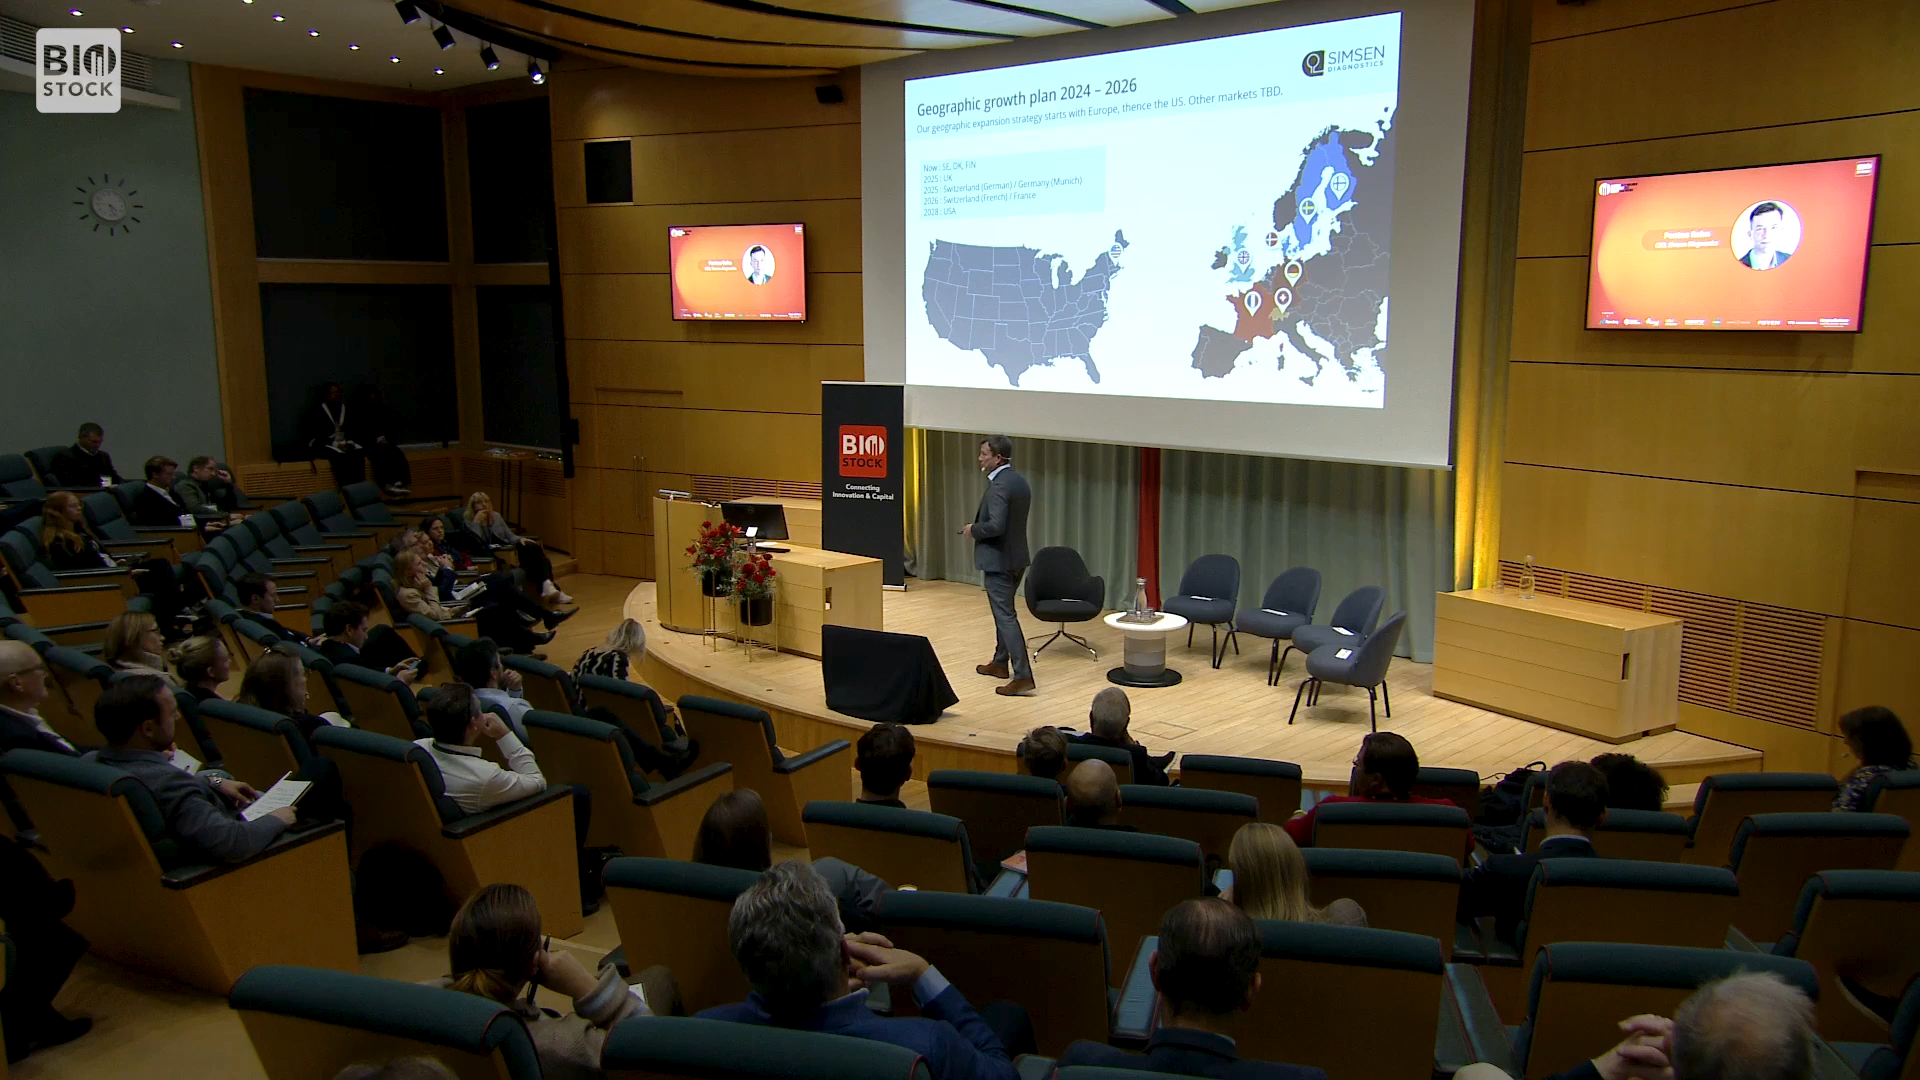 BIO
STOCK
SIMSEN
DIAGNOSTICS
Geographic growth plan 2024 – 2026
Our geographic expansion strategy starts with Europe, thence the US. Other markets TBD.
Now : SE, DK, FIN
2025 : UK
2025 : Switzerland (German) / Germany (Munich)
2026 : Switzerland (French) / France
2028 : USA
BIO
STOCK
Connecting
Innovation & Capital